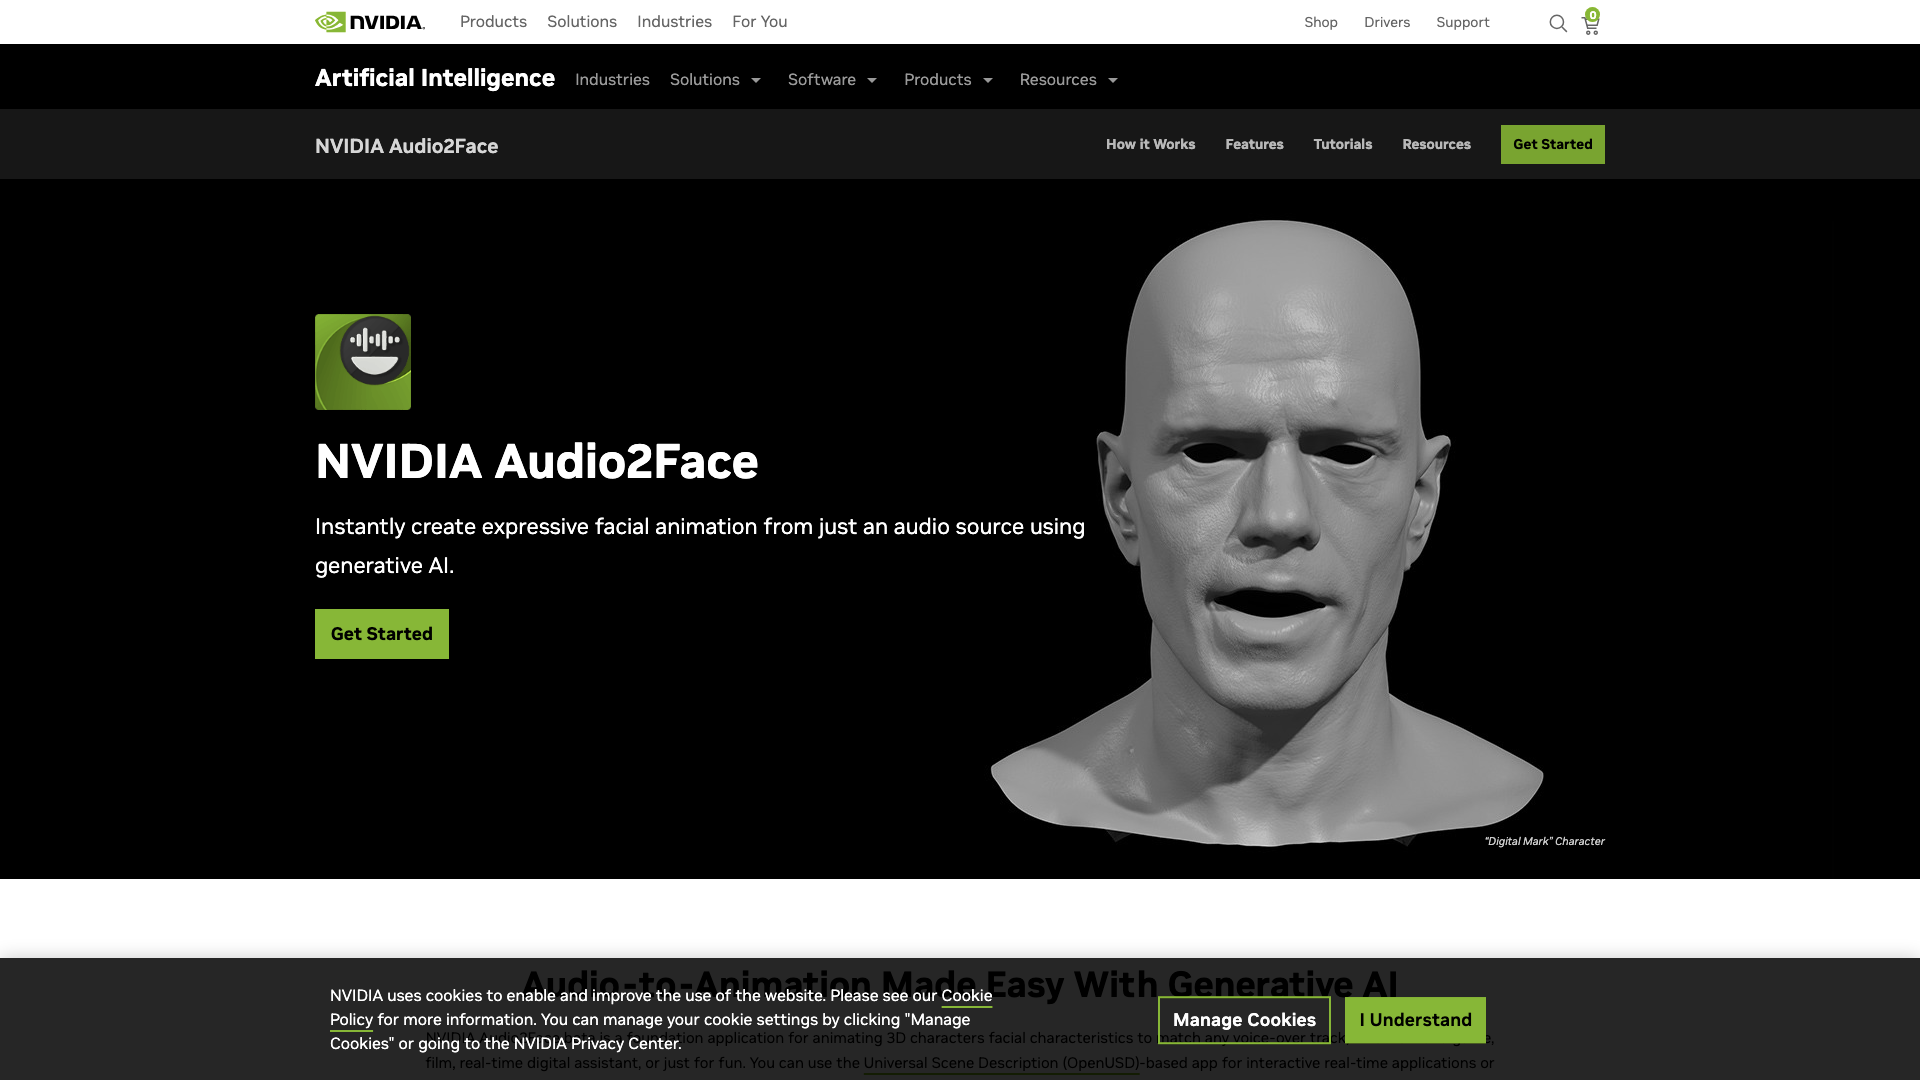 NVIDIA.
Products Solutions Industries For You
Shop Drivers Support
0
Artificial Intelligence Industries Solutions Software Products Resources
NVIDIA Audio2Face
How it Works Features Tutorials Resources Get Started
NVIDIA Audio2Face
Instantly create expressive facial animation from just an audio source using
generative AI.
Get Started
"Digital Mark" Character
Audio-to-Animation Made Easy With Generative AI
NVIDIA uses cookies to enable and improve the use of the website. Please see our Cookie
Policy for more information. You can manage your cookie settings by clicking "Manage
Cookies" or going to the NVIDIA Privacy Center.
Manage Cookies
I Understand
application for animating 3D characters facial characteristics to match any voice-over track,
film, real-time digital assistant, or just for fun. You can use the Universal Scene Description (OpenUSD)-based app for interactive real-time applications or